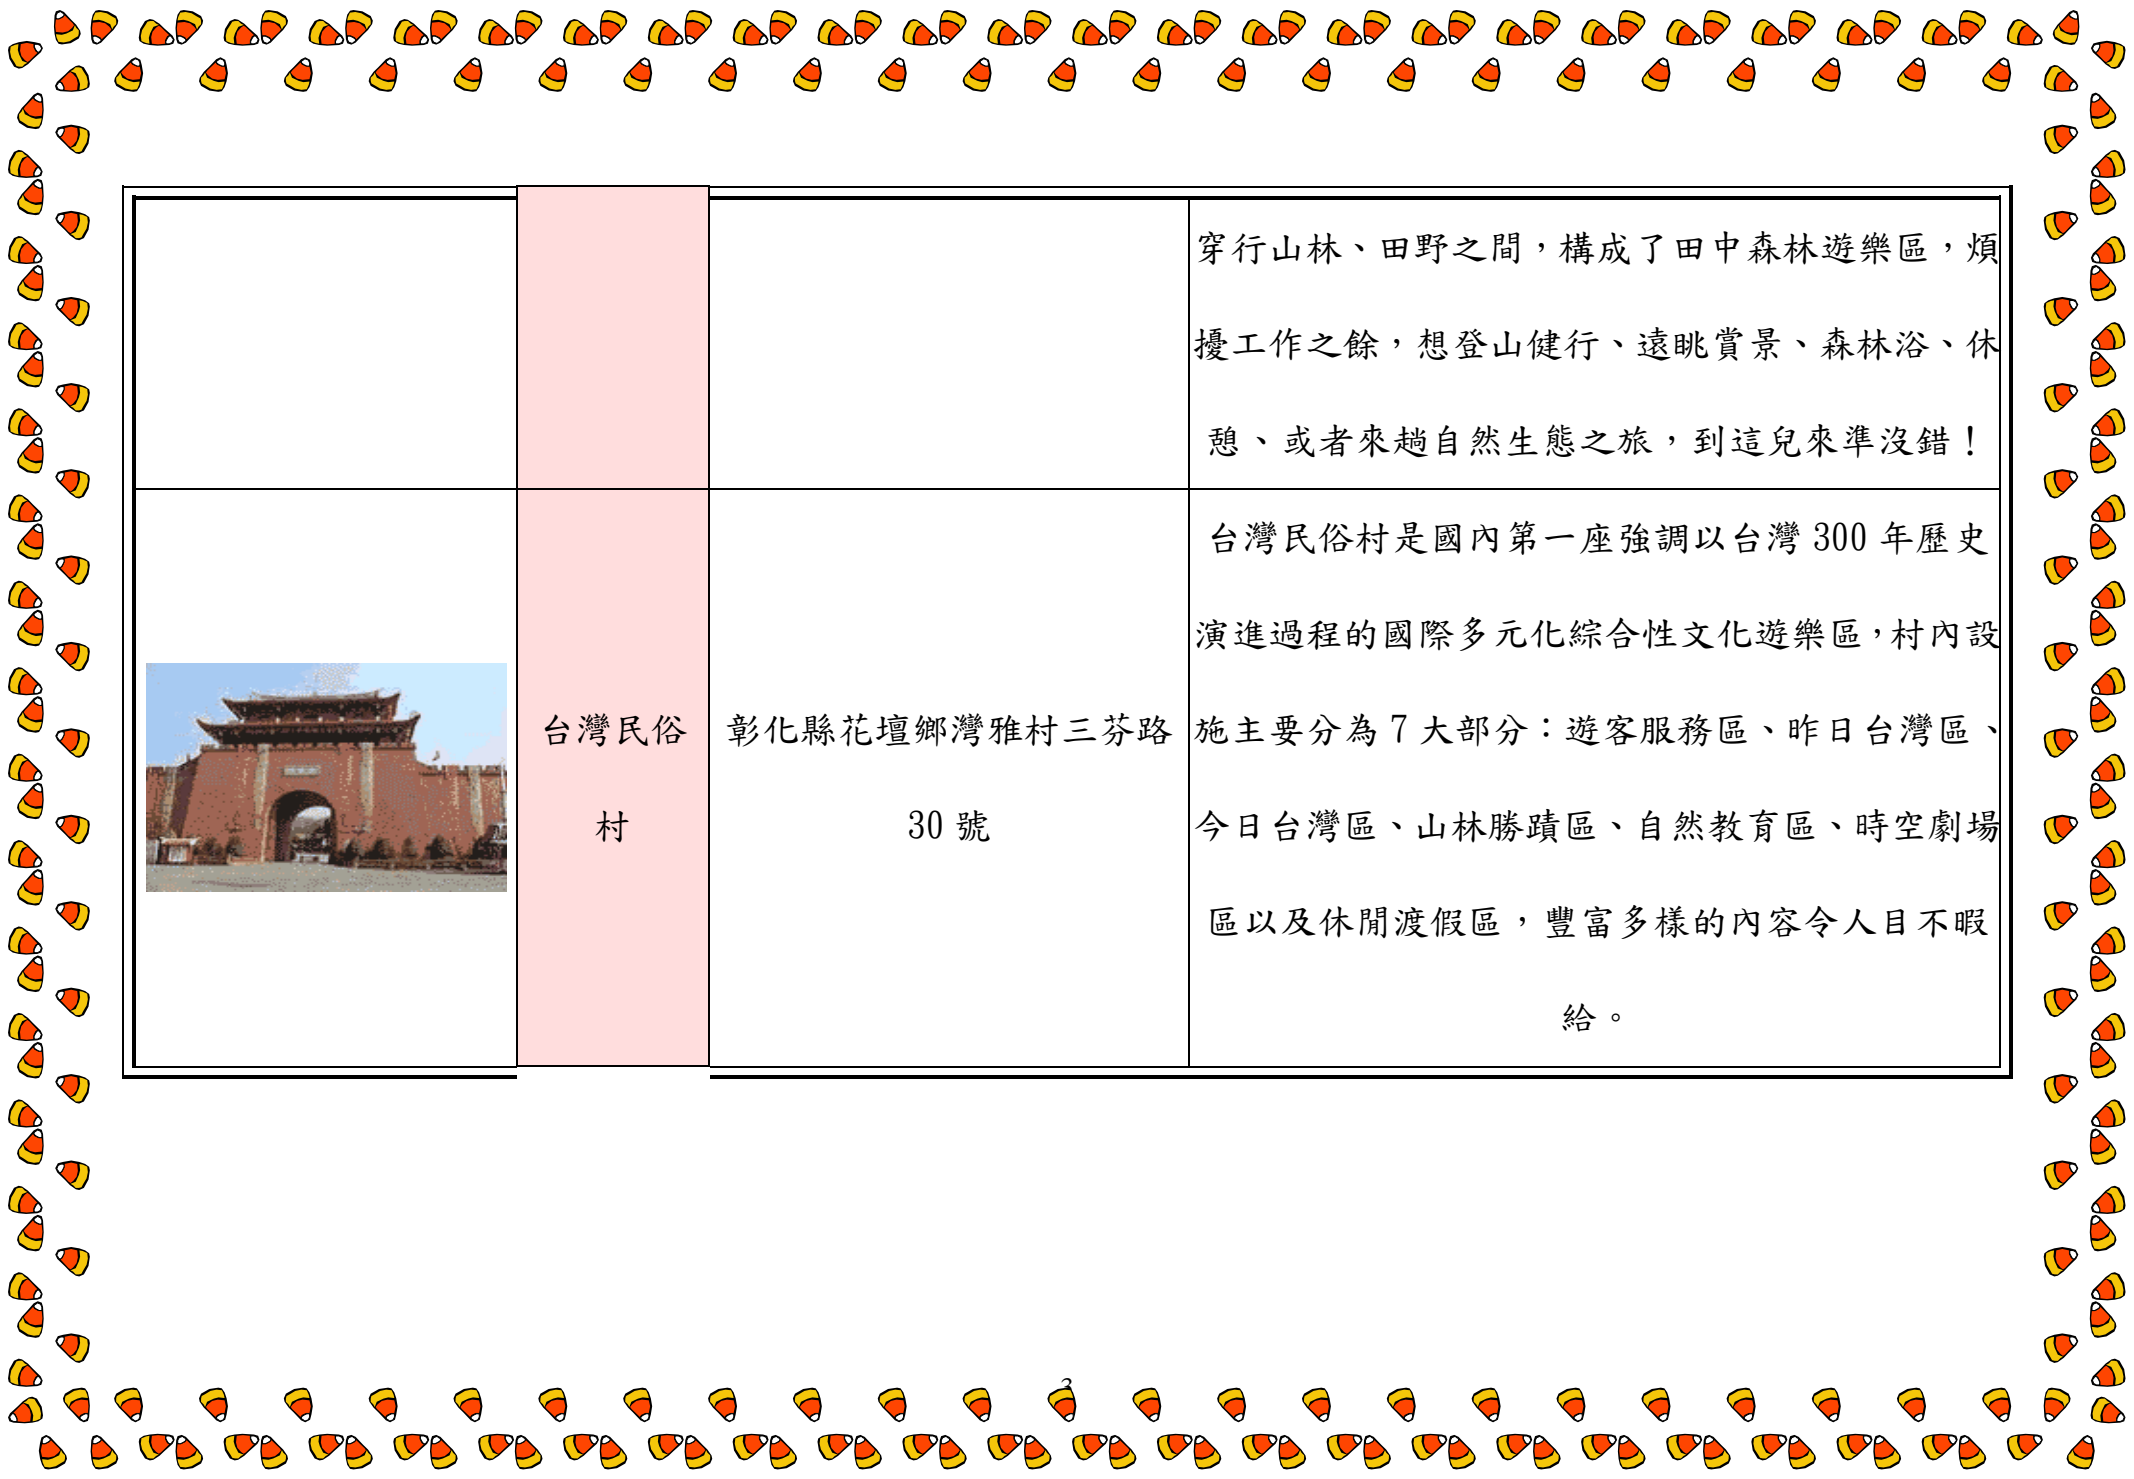 穿行山林、田野之間，構成了田中森林遊樂區，煩
擾工作之餘，想登山健行、遠眺賞景、森林浴、休
憩、或者來趟自然生態之旅，到這兒來準沒錯！
台灣民俗
村
彰化縣花壇鄉灣雅村三芬路
30 號
台灣民俗村是國內第一座強調以台灣 300 年歷史
演進過程的國際多元化綜合性文化遊樂區，村內設
施主要分為 7 大部分：遊客服務區、昨日台灣區、
今日台灣區、山林勝蹟區、自然教育區、時空劇場
區以及休閒渡假區，豐富多樣的內容令人目不暇
給。